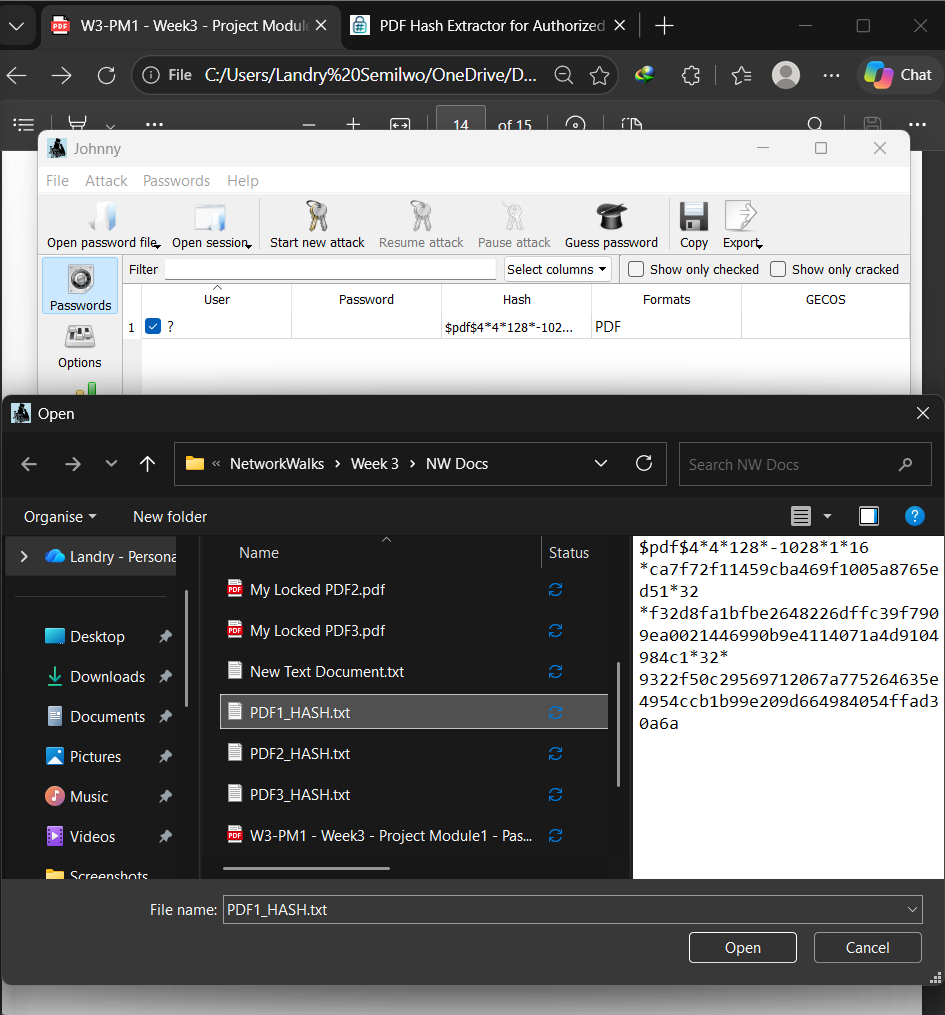 W3-PM1 - Week3 - Project Modul
PDF Hash Extractor for Authorized
File C:/Users/Landry%20Semilwo/OneDrive/D...
Chat
14 of 15
Johnny
File Attack Passwords Help
Open password file Open session Start new attack Resume attack Pause attack Guess password Copy Export
Passwords
Options
Filter
Select columns
Show only checked
Show only cracked
User Password Hash Formats GECOS
1 ? $pdf$4*4*128*-102... PDF
Open
« NetworkWalks › Week 3 › NW Docs
Search NW Docs
Organise New folder
Landry - Persona
Desktop
Downloads
Documents
Pictures
Music
Videos
Screenshots
Name Status
My Locked PDF2.pdf
My Locked PDF3.pdf
New Text Document.txt
PDF1_HASH.txt
PDF2_HASH.txt
PDF3_HASH.txt
W3-PM1 - Week3 - Project Module1 - Pas...
$pdf$4*4*128*-1028*1*16
*ca7f72f11459cba469f1005a8765e
d51*32
*f32d8fa1bfbe2648226dffc39f790
9ea0021446990b9e4114071a4d9104
984c1*32*
9322f50c29569712067a775264635e
4954ccb1b99e209d664984054ffad3
0a6a
File name: PDF1_HASH.txt
Open Cancel